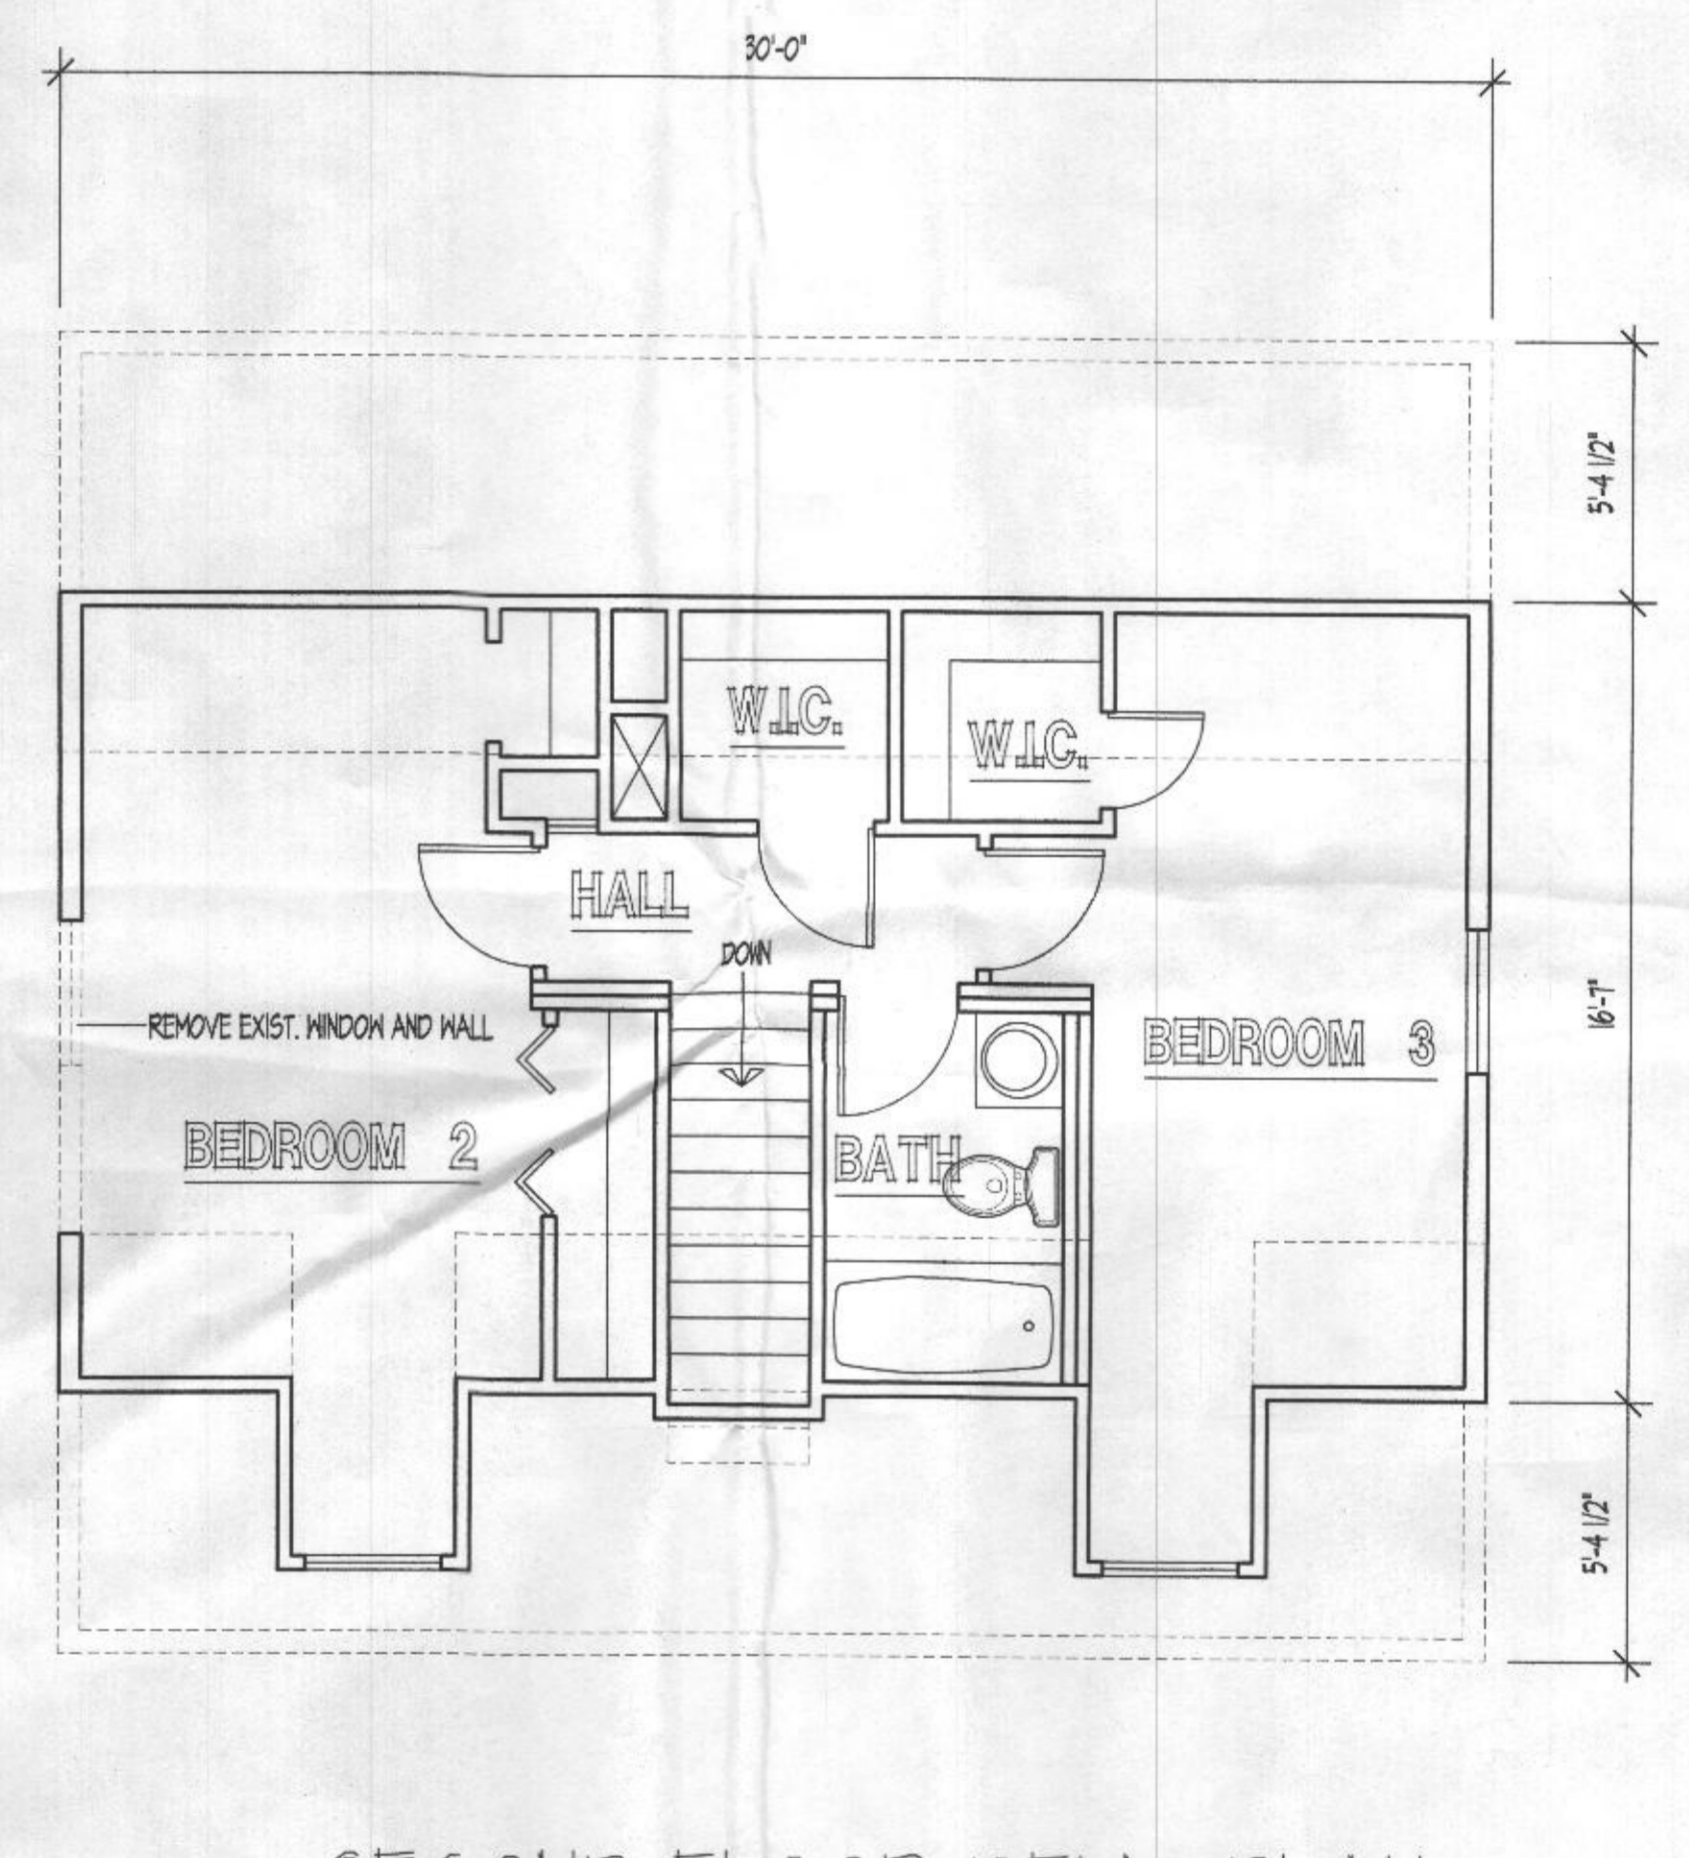 30'-0"
5'-4 1/2"
W.I.C.
W.I.C.
HALL
DOWN
REMOVE EXIST. WINDOW AND WALL
16'-7"
BEDROOM 3
BEDROOM 2
BATH
5'-4 1/2"